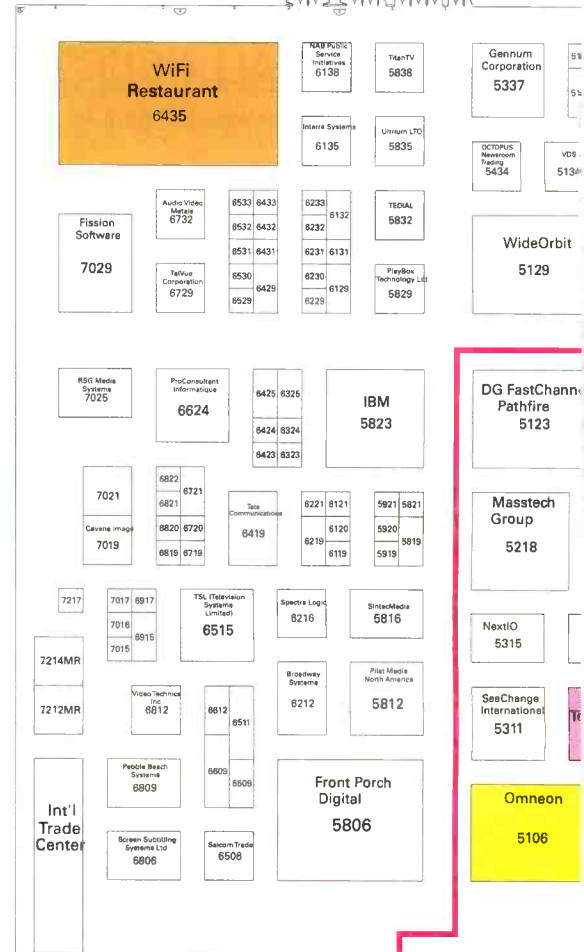 WiFi
Restaurant
6435
NAB Public
Service
Initiatives
6138
TitanTV
5838
Gennum
Corporation
5337
Interra Systems
6135
Ultrium LTO
5835
OCTOPUS
Newsroom
Trading
5434
VDS
5134
Fission
Software
7029
Audio Video
Metals
6732
6533 6433
6532 6432
6531 6431
6530
6429
6529
6233
6132
6232
6231 6131
6230
6129
6229
TEDIAL
5832
WideOrbit
5129
TelVue
Corporation
6729
PlayBox
Technology Ltd
5829
RSG Media
Systems
7025
ProConsultant
Informatique
6624
6425 6325
6424 6324
6423 6323
IBM
5823
DG FastChann
Pathfire
5123
7021
Cavena Image
7019
6822
6721
6821
6820 6720
6819 6719
Tata
Communications
6419
6221 6121
6120
6219
6119
5921 5821
5920
5819
5919
Masstech
Group
5218
7217
7017 6917
7016
6916
7015
TSL (Television
Systems
Limited)
6515
Spectra Logic
6216
SintecMedia
5816
NextIO
5315
7214MR
7212MR
Video Technics
Inc.
6812
6612
6511
6609
6509
Broadway
Systems
6212
Pilat Media
North America
5812
SeeChange
International
5311
Te
Int'l
Trade
Center
Pebble Beach
Systems
6809
Front Porch
Digital
5806
Omneon
5106
Screen Subtitling
Systems Ltd
6806
Salcom Trade
6506